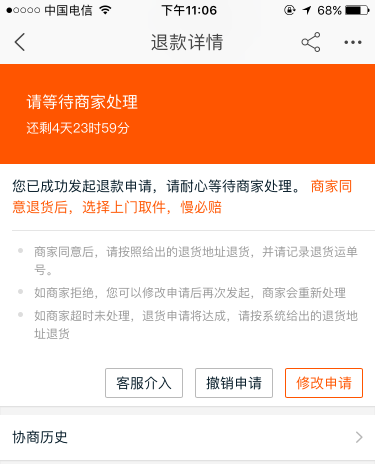 中国电信 下午11:06 68%
退款详情
请等待商家处理
还剩4天23时59分
您已成功发起退款申请，请耐心等待商家处理。 商家同
意退货后，选择上门取件，慢必赔
商家同意后，请按照给出的退货地址退货，并请记录退货运单
号。
如商家拒绝，您可以修改申请后再次发起，商家会重新处理
如商家超时未处理，退货申请将达成，请按系统给出的退货地
址退货
客服介入 撤销申请 修改申请
协商历史